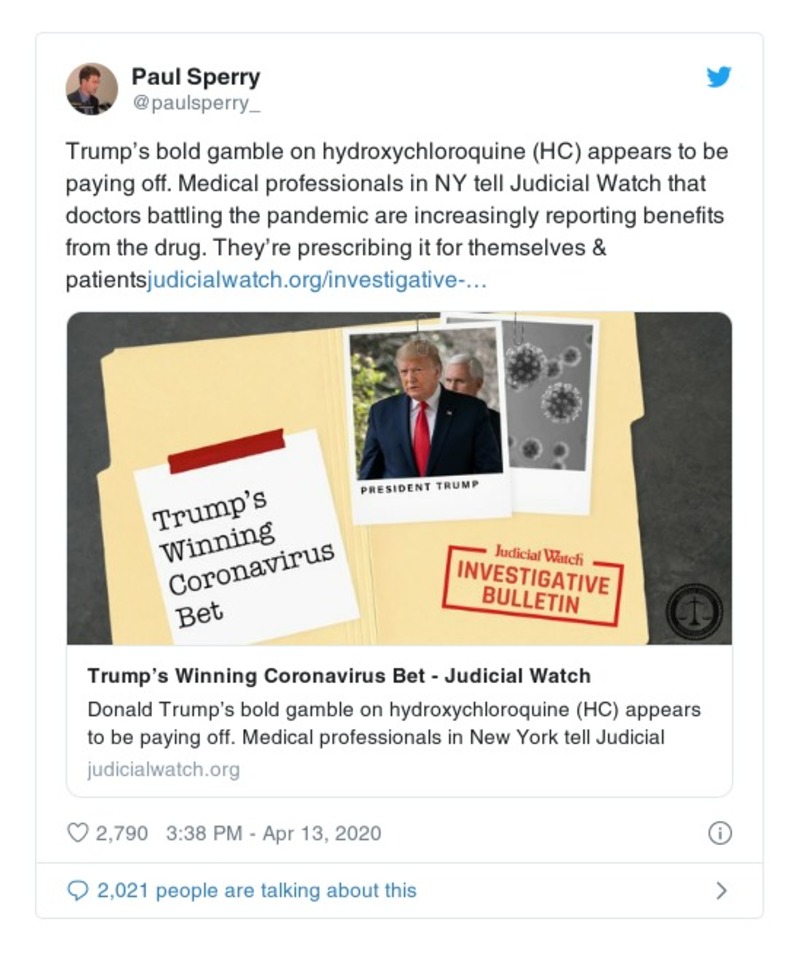 Paul Sperry
@paulsperry_
Trump’s bold gamble on hydroxychloroquine (HC) appears to be
paying off. Medical professionals in NY tell Judicial Watch that
doctors battling the pandemic are increasingly reporting benefits
from the drug. They’re prescribing it for themselves &
patientsjudicialwatch.org/investigative-…
Trump’s
Winning
Coronavirus
Bet
PRESIDENT TRUMP
Judicial Watch
INVESTIGATIVE
BULLETIN
Trump’s Winning Coronavirus Bet - Judicial Watch
Donald Trump’s bold gamble on hydroxychloroquine (HC) appears
to be paying off. Medical professionals in New York tell Judicial
judicialwatch.org
2,790 3:38 PM - Apr 13, 2020
2,021 people are talking about this